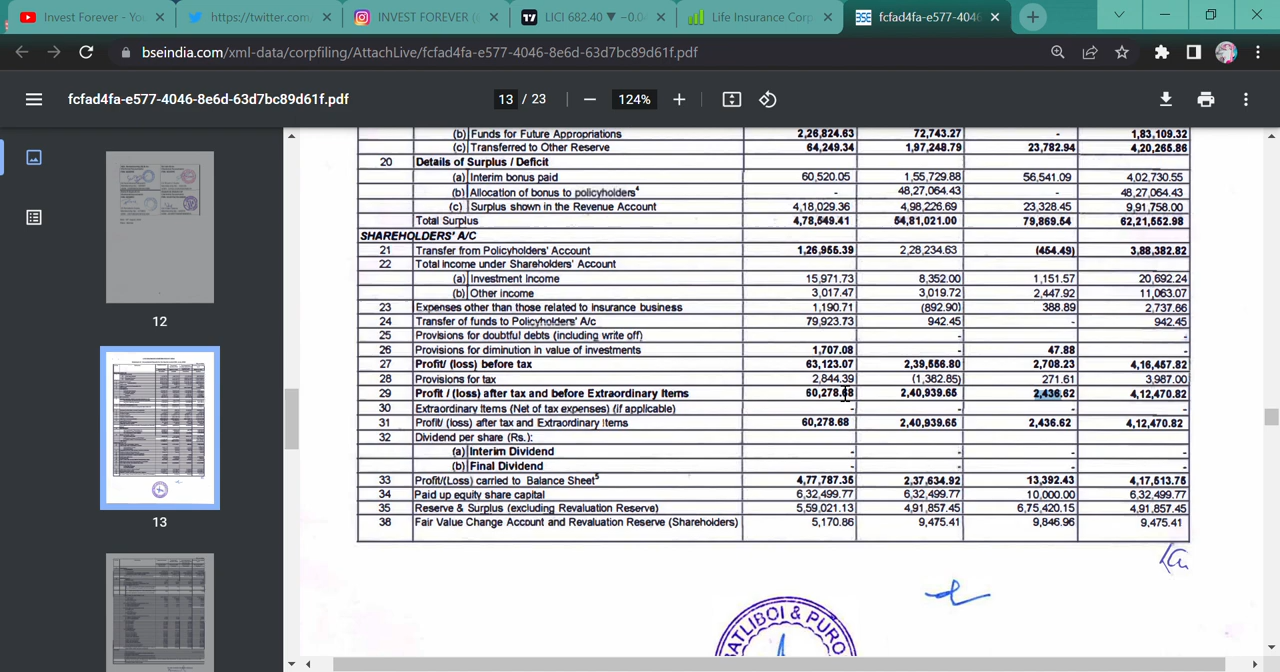 Invest Forever - Yo
https://twitter.com
INVEST FOREVER (
LICI 682.40 ▼ −0.
Life Insurance Corp
fcfad4fa-e577-4046
bseindia.com/xml-data/corpfiling/AttachLive/fcfad4fa-e577-4046-8e6d-63d7bc89d61f.pdf
fcfad4fa-e577-4046-8e6d-63d7bc89d61f.pdf 13 / 23 124%
(b) Funds for Future Appropriations 2,26,824.63 72,743.27 - 1,83,109.32
(c) Transferred to Other Reserve 64,249.34 1,97,248.79 23,782.94 4,20,265.86
20 Details of Surplus / Deficit
(a) Interim bonus paid 60,520.05 1,55,729.88 56,541.09 4,02,730.55
(b) Allocation of bonus to policyholders4 - 48,27,064.43 - 48,27,064.43
(c) Surplus shown in the Revenue Account 4,18,029.36 4,98,226.69 23,328.45 9,91,758.00
Total Surplus 4,78,549.41 54,81,021.00 79,869.54 62,21,552.98
SHAREHOLDERS' A/C
21 Transfer from Policyholders' Account 1,26,955.39 2,28,234.63 (454.49) 3,88,382.82
22 Total Income under Shareholders' Account
(a) Investment Income 15,971.73 8,352.00 1,151.57 20,692.24
(b) Other income 3,017.47 3,019.72 2,447.92 11,063.07
23 Expenses other than those related to insurance business 1,190.71 (892.90) 388.89 2,737.66
24 Transfer of funds to Policyholders' A/c 79,923.73 942.45 - 942.45
25 Provisions for doubtful debts (including write off) - - -
26 Provisions for diminution in value of investments 1,707.08 - 47.88 -
27 Profit/ (loss) before tax 63,123.07 2,39,556.80 2,708.23 4,16,457.82
28 Provisions for tax 2,844.39 (1,382.85) 271.61 3,987.00
29 Profit / (loss) after tax and before Extraordinary Items 60,278.68 2,40,939.65 2,436.62 4,12,470.82
30 Extraordinary Items (Net of tax expenses) (if applicable) - - - -
31 Profit/ (loss) after tax and Extraordinary Items 60,278.68 2,40,939.65 2,436.62 4,12,470.82
32 Dividend per share (Rs.):
(a) Interim Dividend - - - -
(b) Final Dividend - - - -
33 Profit/(Loss) carried to Balance Sheet5 4,77,787.35 2,37,634.92 13,392.43 4,17,513.75
34 Paid up equity share capital 6,32,499.77 6,32,499.77 10,000.00 6,32,499.77
35 Reserve & Surplus (excluding Revaluation Reserve) 5,59,021.13 4,91,857.45 6,75,420.15 4,91,857.45
36 Fair Value Change Account and Revaluation Reserve (Shareholders) 5,170.86 9,475.41 9,846.96 9,475.41
BATLIBOI & PURO
12
13